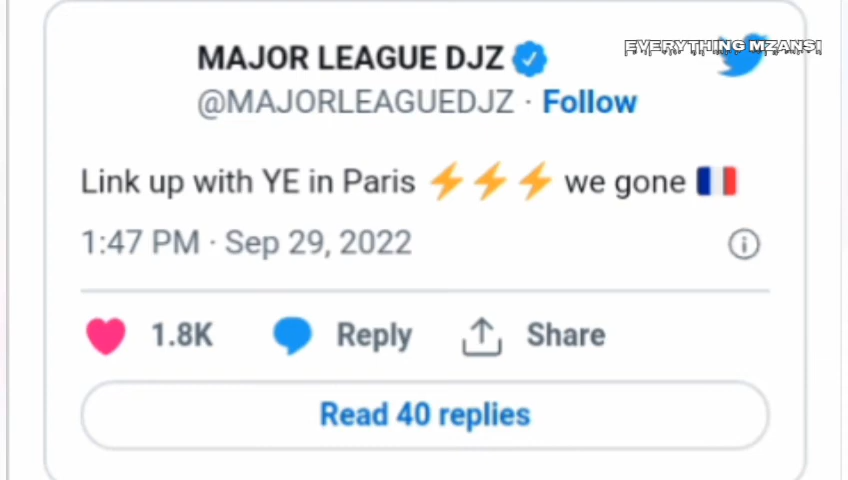 EVERYTHING MZANSI
MAJOR LEAGUE DJZ
@MAJORLEAGUEDJZ · Follow
Link up with YE in Paris ⚡⚡⚡ we gone 🇫🇷
1:47 PM · Sep 29, 2022
1.8K Reply Share
Read 40 replies